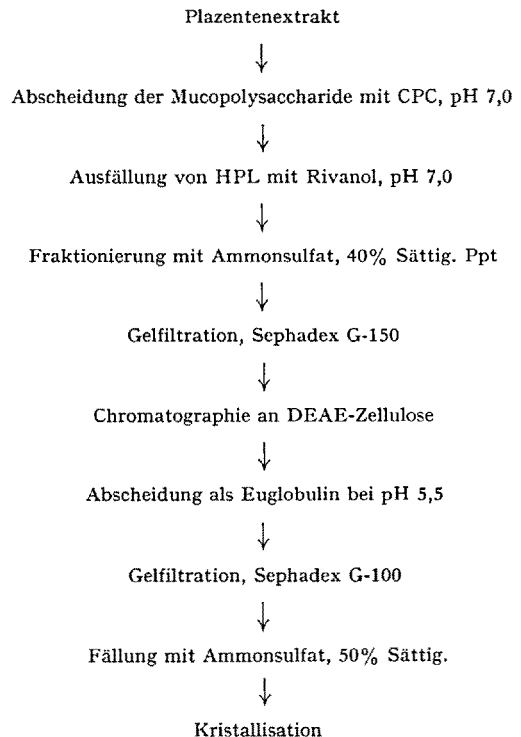 Plazentenextrakt
↓
Abscheidung der Mucopolysaccharide mit CPC, pH 7,0
↓
Ausfällung von HPL mit Rivanol, pH 7,0
↓
Fraktionierung mit Ammonsulfat, 40% Sättig. Ppt
↓
Gelfiltration, Sephadex G-150
↓
Chromatographie an DEAE-Zellulose
↓
Abscheidung als Euglobulin bei pH 5,5
↓
Gelfiltration, Sephadex G-100
↓
Fällung mit Ammonsulfat, 50% Sättig.
↓
Kristallisation